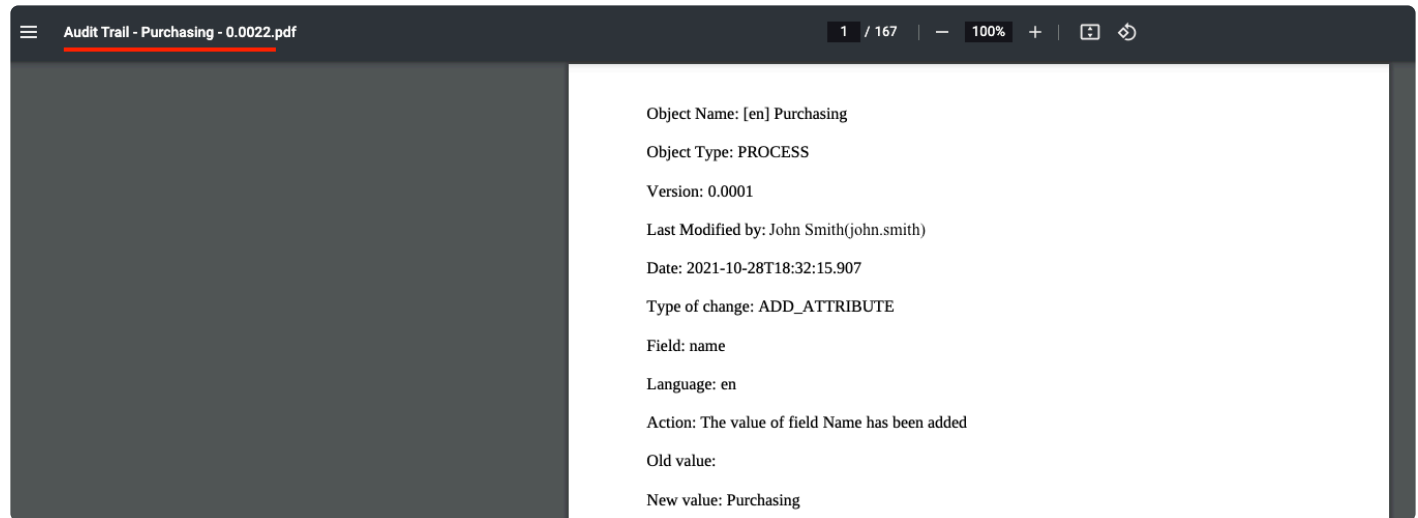 Audit Trail - Purchasing - 0.0022.pdf
1 / 167 | — 100% + |
Object Name: [en] Purchasing
Object Type: PROCESS
Version: 0.0001
Last Modified by: John Smith(john.smith)
Date: 2021-10-28T18:32:15.907
Type of change: ADD_ATTRIBUTE
Field: name
Language: en
Action: The value of field Name has been added
Old value:
New value: Purchasing